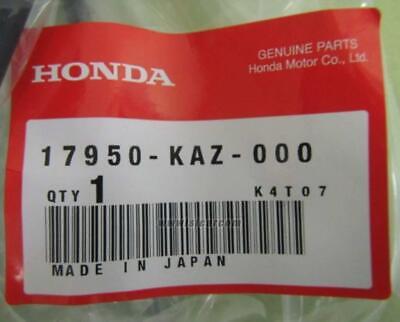 GENUINE PARTS
Honda Motor Co., Ltd.
HONDA
17950-KAZ-000
QTY 1 K4T07
MADE IN JAPAN